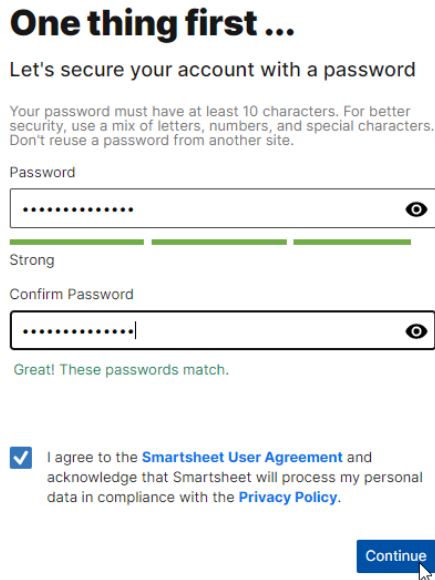 One thing first ...
Let's secure your account with a password
Your password must have at least 10 characters. For better
security, use a mix of letters, numbers, and special characters.
Don't reuse a password from another site.
Password
••••••••••••••
Strong
Confirm Password
••••••••••••••
Great! These passwords match.
I agree to the Smartsheet User Agreement and
acknowledge that Smartsheet will process my personal
data in compliance with the Privacy Policy.
Continue